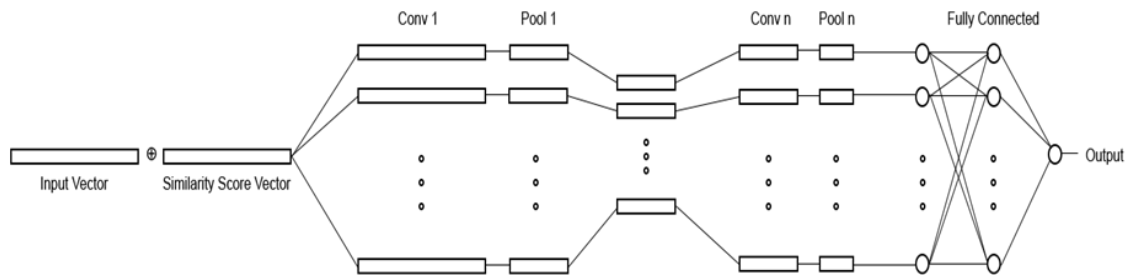 Conv 1 Pool 1 Conv n Pool n Fully Connected
⊕
Output
Input Vector Similarity Score Vector